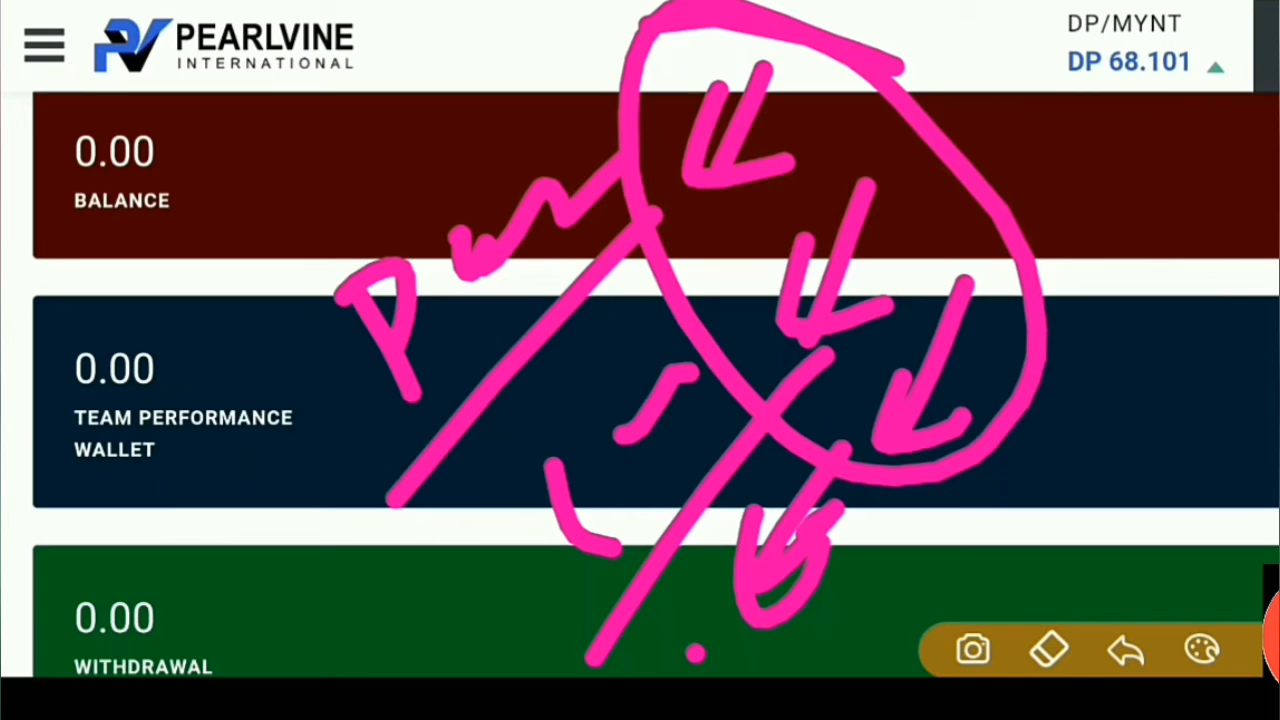 PEARLVINE
INTERNATIONAL
DP/MYNT
DP 68.101
0.00
BALANCE
0.00
TEAM PERFORMANCE
WALLET
0.00
WITHDRAWAL